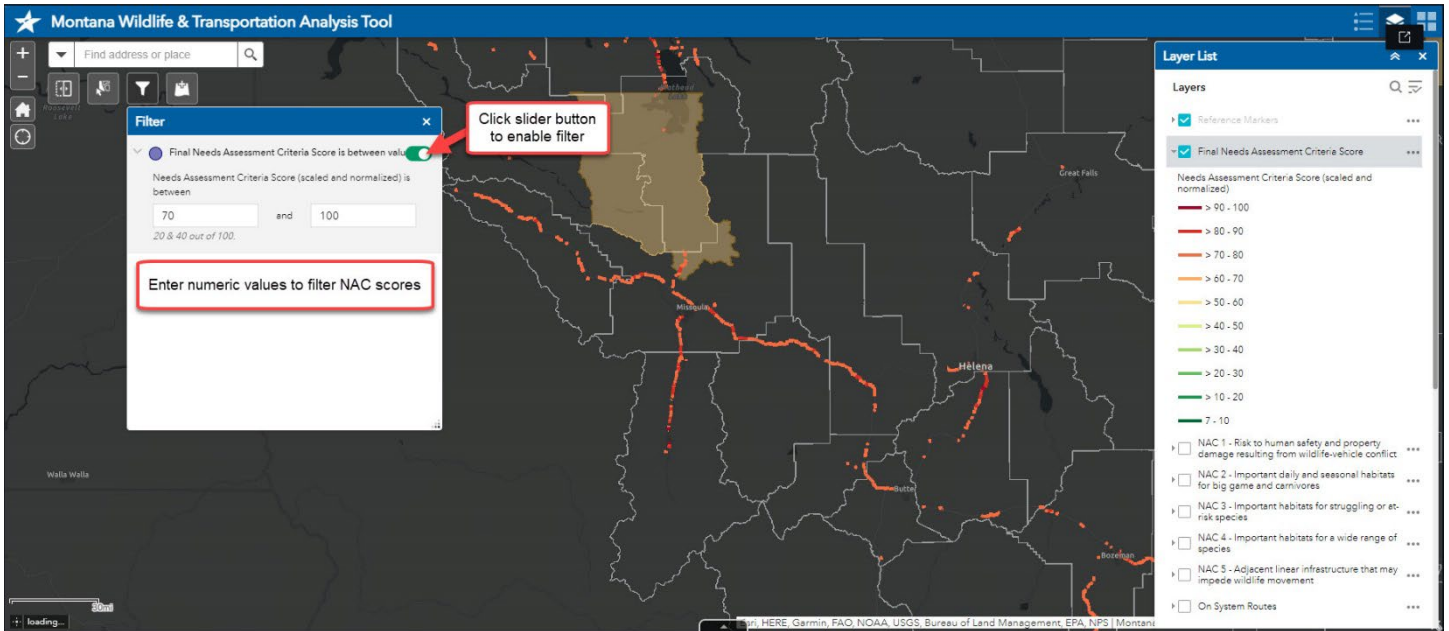 Montana Wildlife & Transportation Analysis Tool
Find address or place
Roosevelt
Lake
Filter
Final Needs Assessment Criteria Score is between valu
Needs Assessment Criteria Score (scaled and normalized) is
between
70 and 100
20 & 40 out of 100.
Click slider button
to enable filter
Enter numeric values to filter NAC scores
Flathead
Great Falls
Missoula
Helena
Butte
Bozeman
Walla Walla
30mi
loading...
Esri, HERE, Garmin, FAO, NOAA, USGS, Bureau of Land Management, EPA, NPS | Montana
Layer List
Layers
Reference Markers
Final Needs Assessment Criteria Score
Needs Assessment Criteria Score (scaled and
normalized)
> 90 - 100
> 80 - 90
> 70 - 80
> 60 - 70
> 50 - 60
> 40 - 50
> 30 - 40
> 20 - 30
> 10 - 20
7 - 10
NAC 1 - Risk to human safety and property
damage resulting from wildlife-vehicle conflict
NAC 2 - Important daily and seasonal habitats
for big game and carnivores
NAC 3 - Important habitats for struggling or at-
risk species
NAC 4 - Important habitats for a wide range of
species
NAC 5 - Adjacent linear infrastructure that may
impede wildlife movement
On System Routes